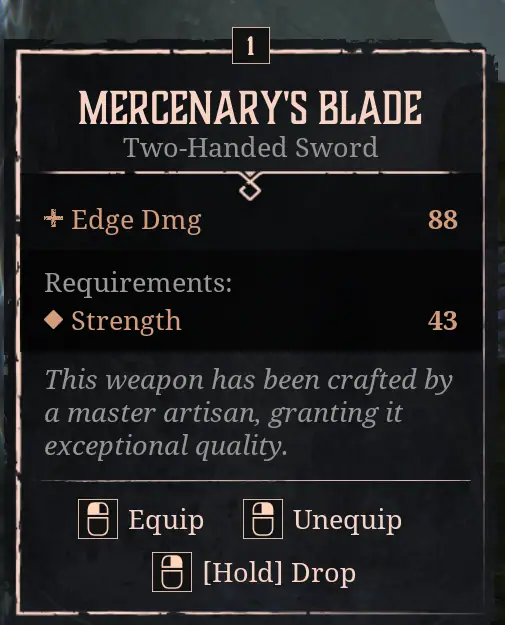 1
MERCENARY'S BLADE
Two-Handed Sword
Edge Dmg 88
Requirements:
Strength 43
This weapon has been crafted by
a master artisan, granting it
exceptional quality.
Equip Unequip
[Hold] Drop